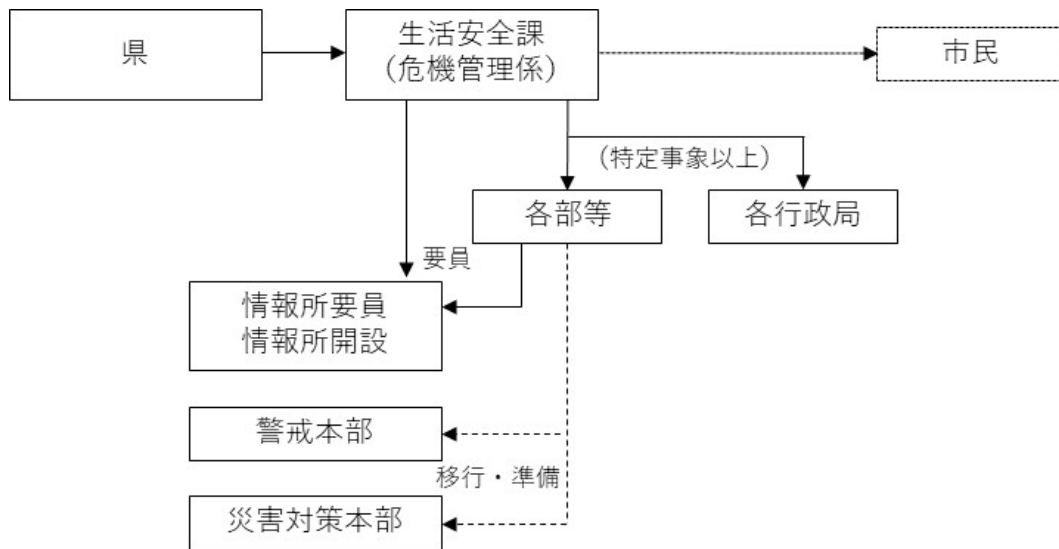 県
生活安全課
(危機管理係)
市民
(特定事象以上)
各部等
各行政局
要員
情報所要員
情報所開設
警戒本部
移行・準備
災害対策本部